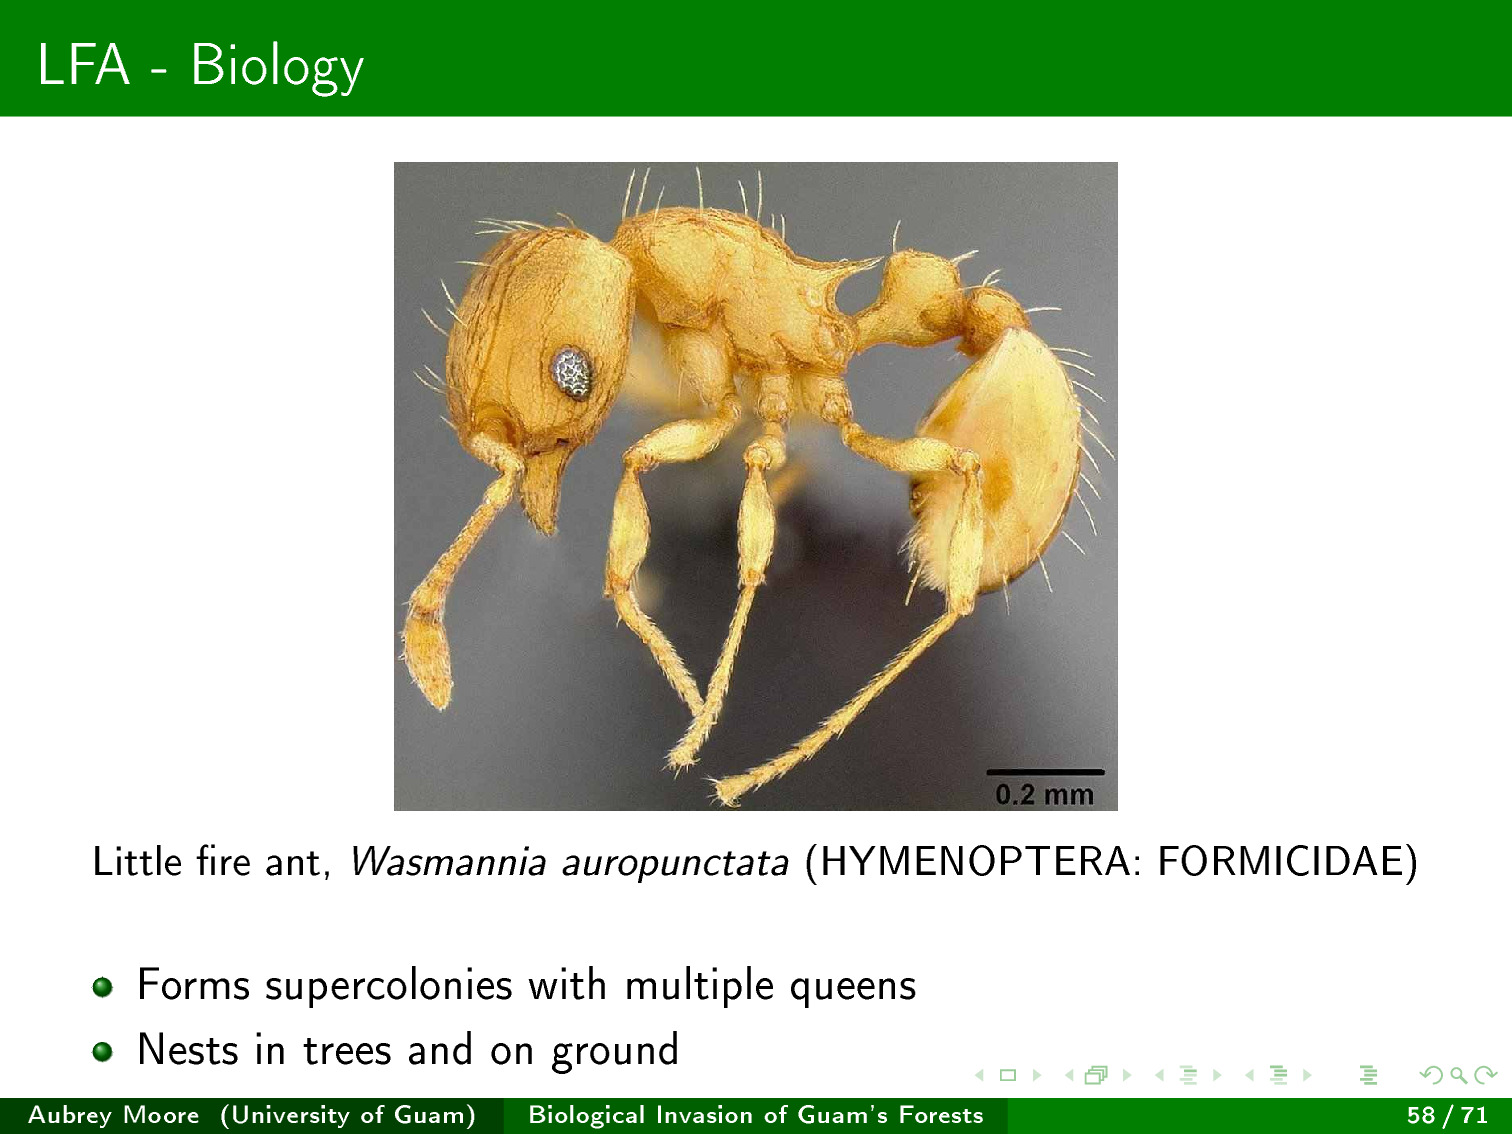 LFA - Biology
0.2 mm
Little fire ant, Wasmannia auropunctata (HYMENOPTERA: FORMICIDAE)
Forms supercolonies with multiple queens
Nests in trees and on ground
Aubrey Moore (University of Guam) Biological Invasion of Guam's Forests 58 / 71